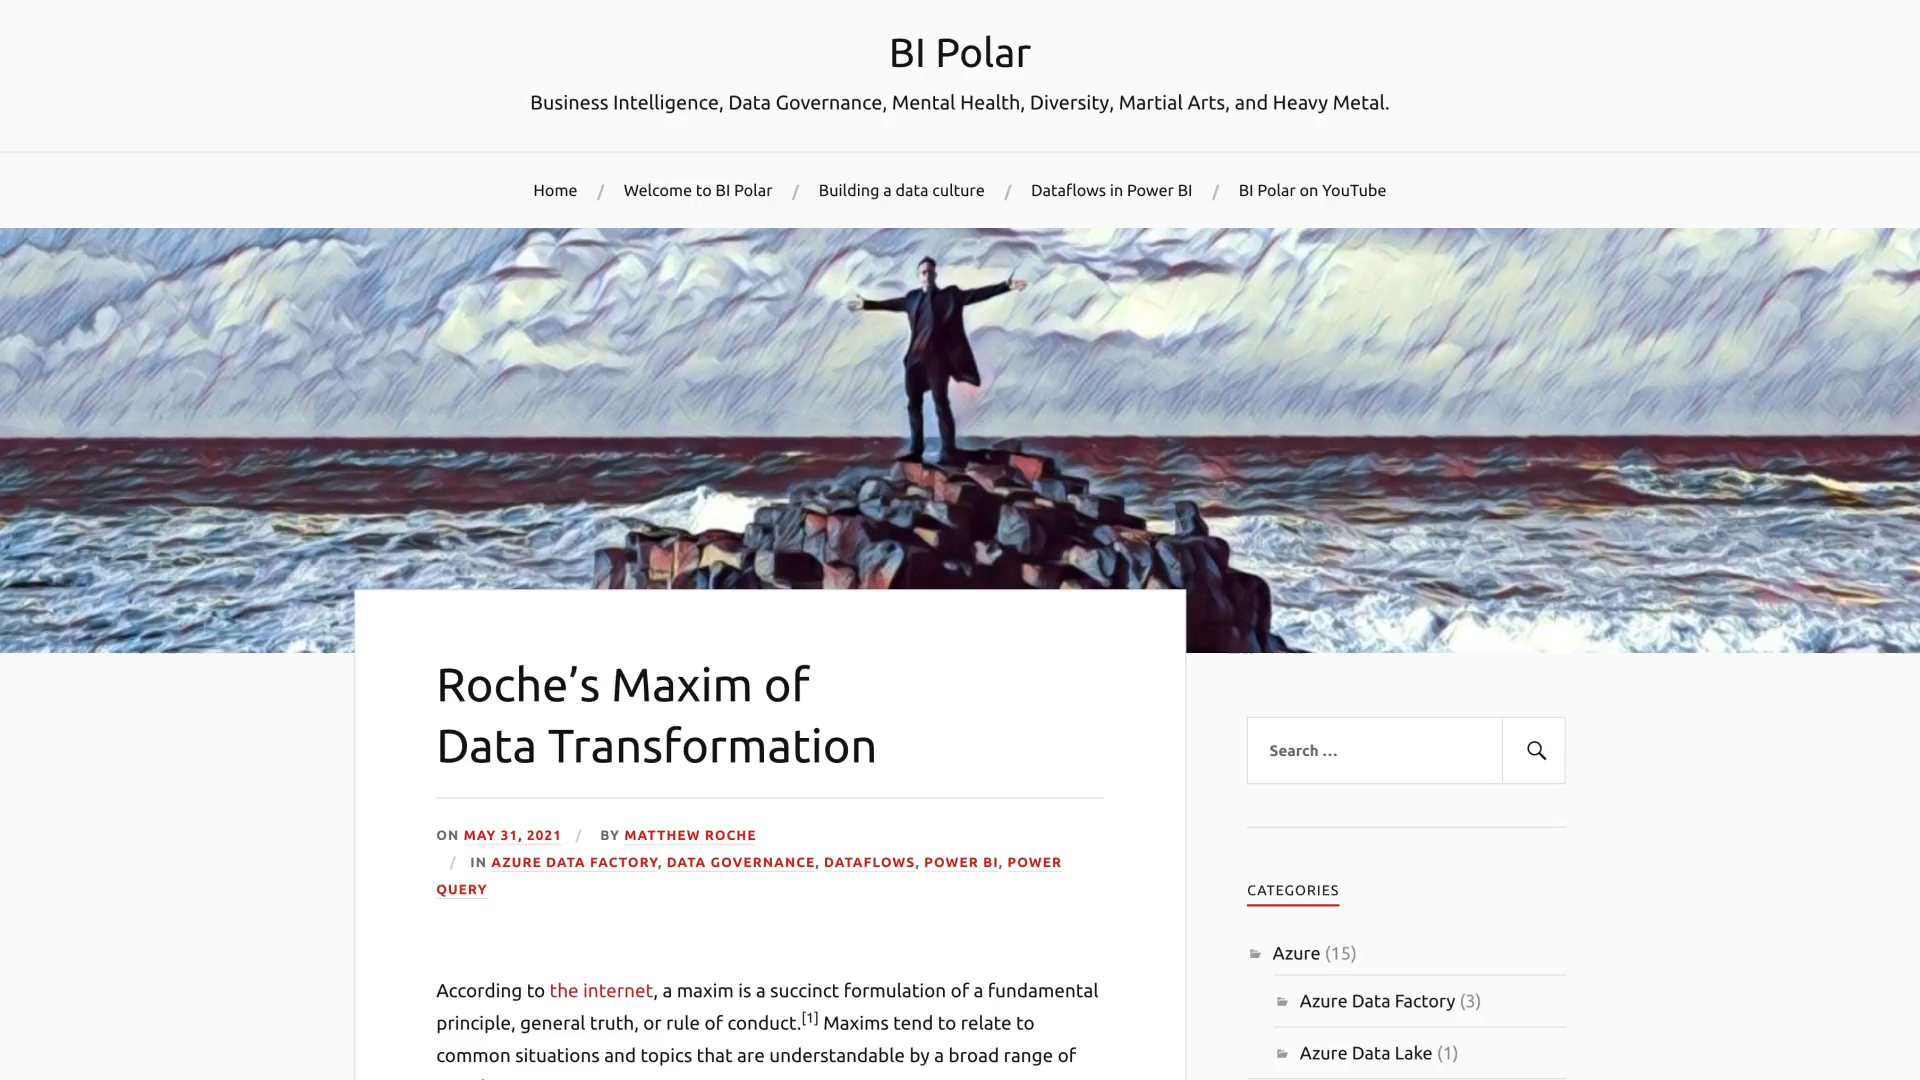 BI Polar
Business Intelligence, Data Governance, Mental Health, Diversity, Martial Arts, and Heavy Metal.
Home / Welcome to BI Polar / Building a data culture / Dataflows in Power BI / BI Polar on YouTube
Roche’s Maxim of
Data Transformation
ON MAY 31, 2021 / BY MATTHEW ROCHE
/ IN AZURE DATA FACTORY, DATA GOVERNANCE, DATAFLOWS, POWER BI, POWER
QUERY
According to the internet, a maxim is a succinct formulation of a fundamental
principle, general truth, or rule of conduct.[1] Maxims tend to relate to
common situations and topics that are understandable by a broad range of
Search …
CATEGORIES
Azure (15)
Azure Data Factory (3)
Azure Data Lake (1)